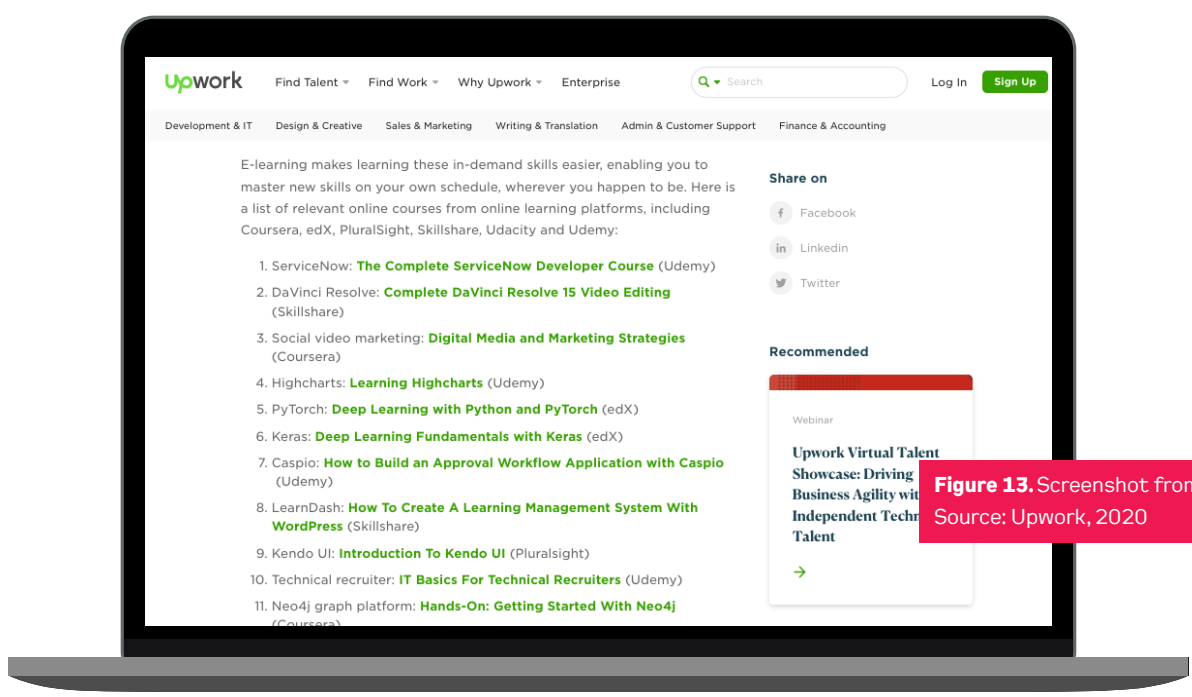 upwork
Find Talent
Find Work
Why Upwork
Enterprise
Search
Log In
Sign Up
Development & IT
Design & Creative
Sales & Marketing
Writing & Translation
Admin & Customer Support
Finance & Accounting
E-learning makes learning these in-demand skills easier, enabling you to
master new skills on your own schedule, wherever you happen to be. Here is
a list of relevant online courses from online learning platforms, including
Coursera, edX, PluralSight, Skillshare, Udacity and Udemy:
1. ServiceNow: The Complete ServiceNow Developer Course (Udemy)
2. DaVinci Resolve: Complete DaVinci Resolve 15 Video Editing
(Skillshare)
3. Social video marketing: Digital Media and Marketing Strategies
(Coursera)
4. Highcharts: Learning Highcharts (Udemy)
5. PyTorch: Deep Learning with Python and PyTorch (edX)
6. Keras: Deep Learning Fundamentals with Keras (edX)
7. Caspio: How to Build an Approval Workflow Application with Caspio
(Udemy)
8. LearnDash: How To Create A Learning Management System With
WordPress (Skillshare)
9. Kendo UI: Introduction To Kendo UI (Pluralsight)
10. Technical recruiter: IT Basics For Technical Recruiters (Udemy)
11. Neo4j graph platform: Hands-On: Getting Started With Neo4j
(Coursera)
Share on
f Facebook
in Linkedin
Twitter
Recommended
Webinar
Upwork Virtual Talent
Showcase: Driving
Business Agility wit
Independent Techn
Talent
Figure 13. Screenshot from
Source: Upwork, 2020